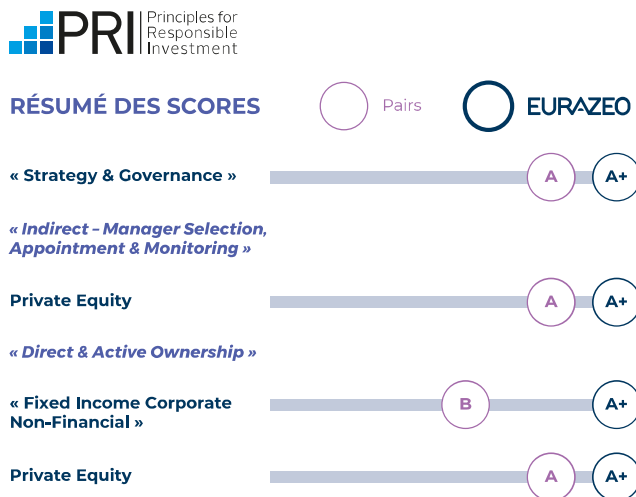 PRI Principles for
Responsible
Investment
RÉSUMÉ DES SCORES
Pairs
EURAZEO
« Strategy & Governance »
A
A+
« Indirect – Manager Selection,
Appointment & Monitoring »
Private Equity
A
A+
« Direct & Active Ownership »
« Fixed Income Corporate
Non-Financial »
B
A+
Private Equity
A
A+